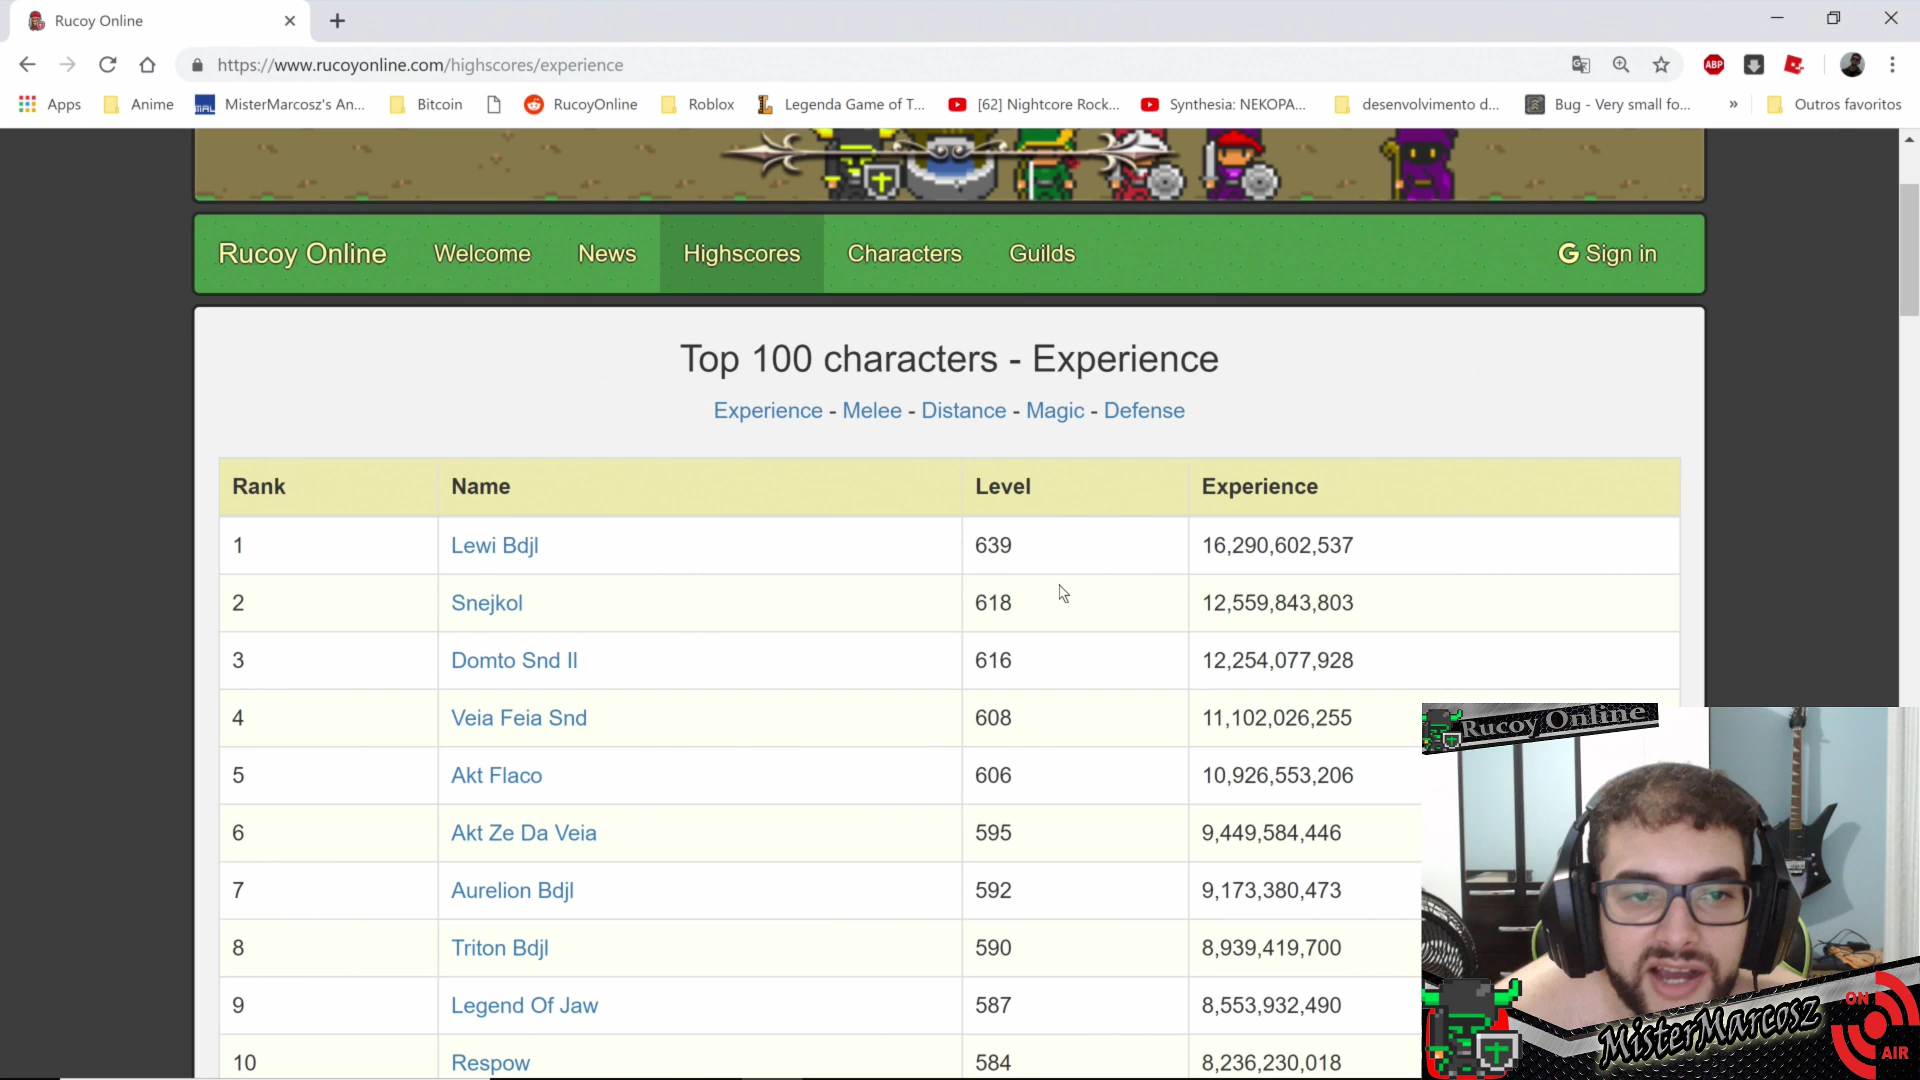 Rucoy Online
https://www.rucoyonline.com/highscores/experience
ABP
Apps Anime MAL MisterMarcosz's An... Bitcoin RucoyOnline Roblox Legenda Game of T... [62] Nightcore Rock... Synthesia: NEKOPA... desenvolvimento d... Bug - Very small fo... » Outros favoritos
Rucoy Online Welcome News Highscores Characters Guilds G Sign in
Top 100 characters - Experience
Experience - Melee - Distance - Magic - Defense
Rank Name Level Experience
1 Lewi Bdjl 639 16,290,602,537
2 Snejkol 618 12,559,843,803
3 Domto Snd II 616 12,254,077,928
4 Veia Feia Snd 608 11,102,026,255
5 Akt Flaco 606 10,926,553,206
6 Akt Ze Da Veia 595 9,449,584,446
7 Aurelion Bdjl 592 9,173,380,473
8 Triton Bdjl 590 8,939,419,700
9 Legend Of Jaw 587 8,553,932,490
10 Respow 584 8,236,230,018
Rucoy Online
MisterMarcosz
ON
AIR